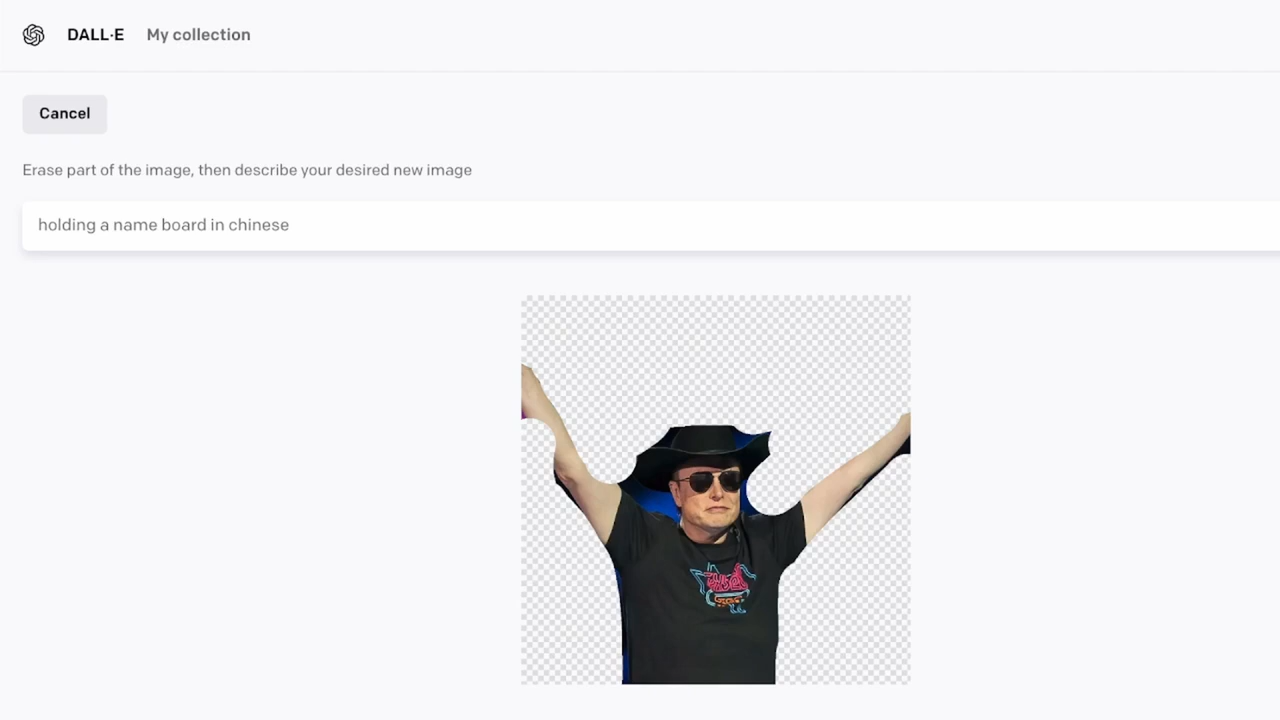 DALL·E My collection
Cancel
Erase part of the image, then describe your desired new image
holding a name board in chinese